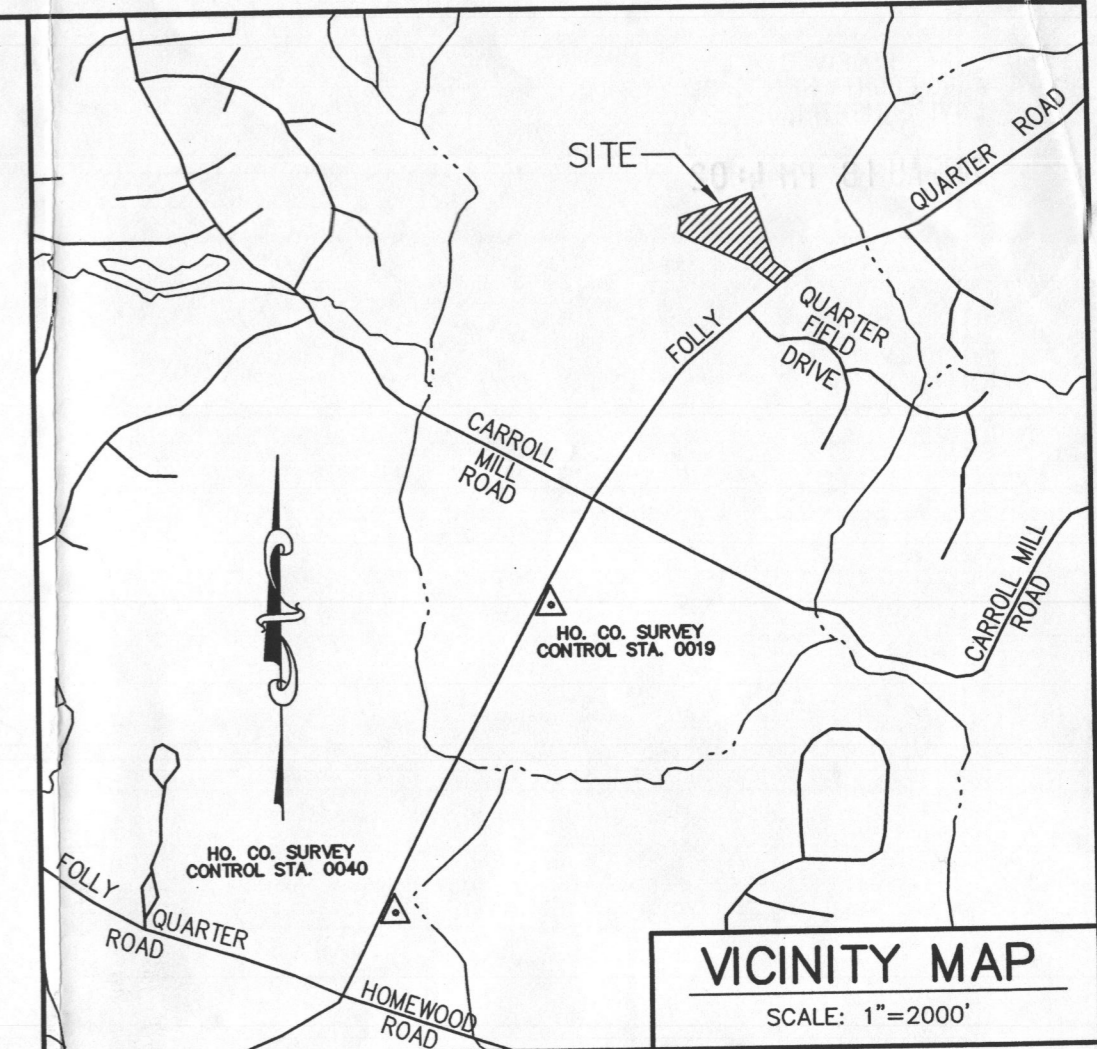 SITE
QUARTER ROAD
FOLLY
QUARTER
FIELD
DRIVE
CARROLL
MILL
ROAD
CARROLL MILL
ROAD
HO. CO. SURVEY
CONTROL STA. 0019
HO. CO. SURVEY
CONTROL STA. 0040
FOLLY QUARTER
ROAD
HOMEWOOD
ROAD
VICINITY MAP
SCALE: 1"=2000'